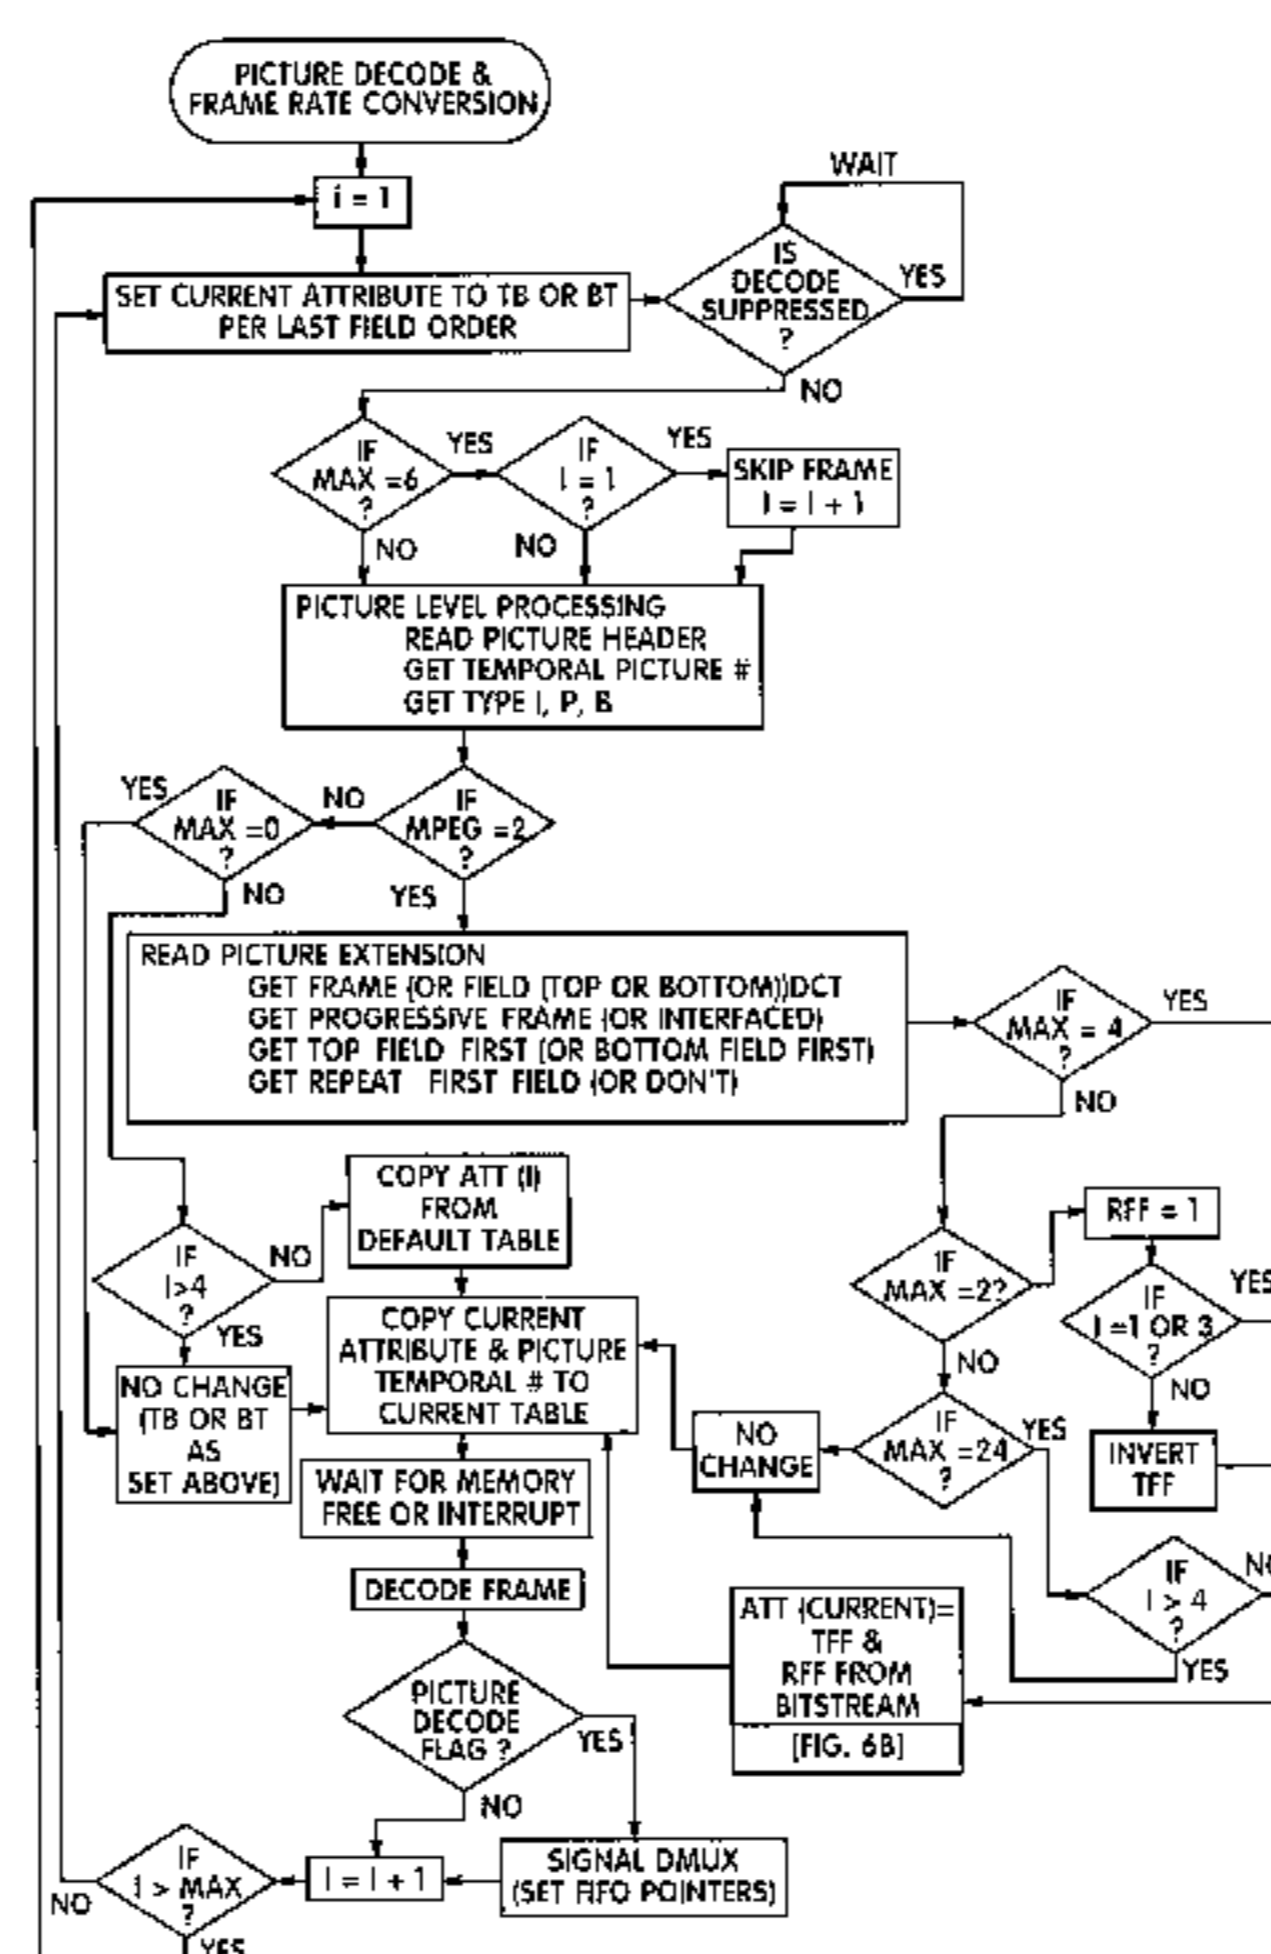 PICTURE DECODE &
FRAME RATE CONVERSION
i = 1
WAIT
SET CURRENT ATTRIBUTE TO TB OR BT
PER LAST FIELD ORDER
IS
DECODE
SUPPRESSED
?
YES
NO
IF
MAX =6
?
YES
NO
IF
I = 1
?
YES
NO
SKIP FRAME
I = I + 1
PICTURE LEVEL PROCESSING
READ PICTURE HEADER
GET TEMPORAL PICTURE #
GET TYPE I, P, B
IF
MPEG =2
?
NO
YES
IF
MAX =0
?
YES
NO
READ PICTURE EXTENSION
GET FRAME (OR FIELD (TOP OR BOTTOM))DCT
GET PROGRESSIVE FRAME (OR INTERFACED)
GET TOP FIELD FIRST (OR BOTTOM FIELD FIRST)
GET REPEAT FIRST FIELD (OR DON'T)
IF
MAX = 4
?
YES
NO
COPY ATT (I)
FROM
DEFAULT TABLE
IF
I>4
?
NO
YES
NO CHANGE
(TB OR BT
AS
SET ABOVE)
COPY CURRENT
ATTRIBUTE & PICTURE
TEMPORAL # TO
CURRENT TABLE
IF
MAX =2?
NO
RFF = 1
IF
I =1 OR 3
?
YES
NO
INVERT
TFF
IF
MAX =24
?
YES
NO
CHANGE
WAIT FOR MEMORY
FREE OR INTERRUPT
DECODE FRAME
IF
I > 4
?
YES
ATT (CURRENT)=
TFF &
RFF FROM
BITSTREAM
[FIG. 6B]
PICTURE
DECODE
FLAG ?
YES
NO
SIGNAL DMUX
(SET FIFO POINTERS)
I = I + 1
IF
I > MAX
?
NO
YES